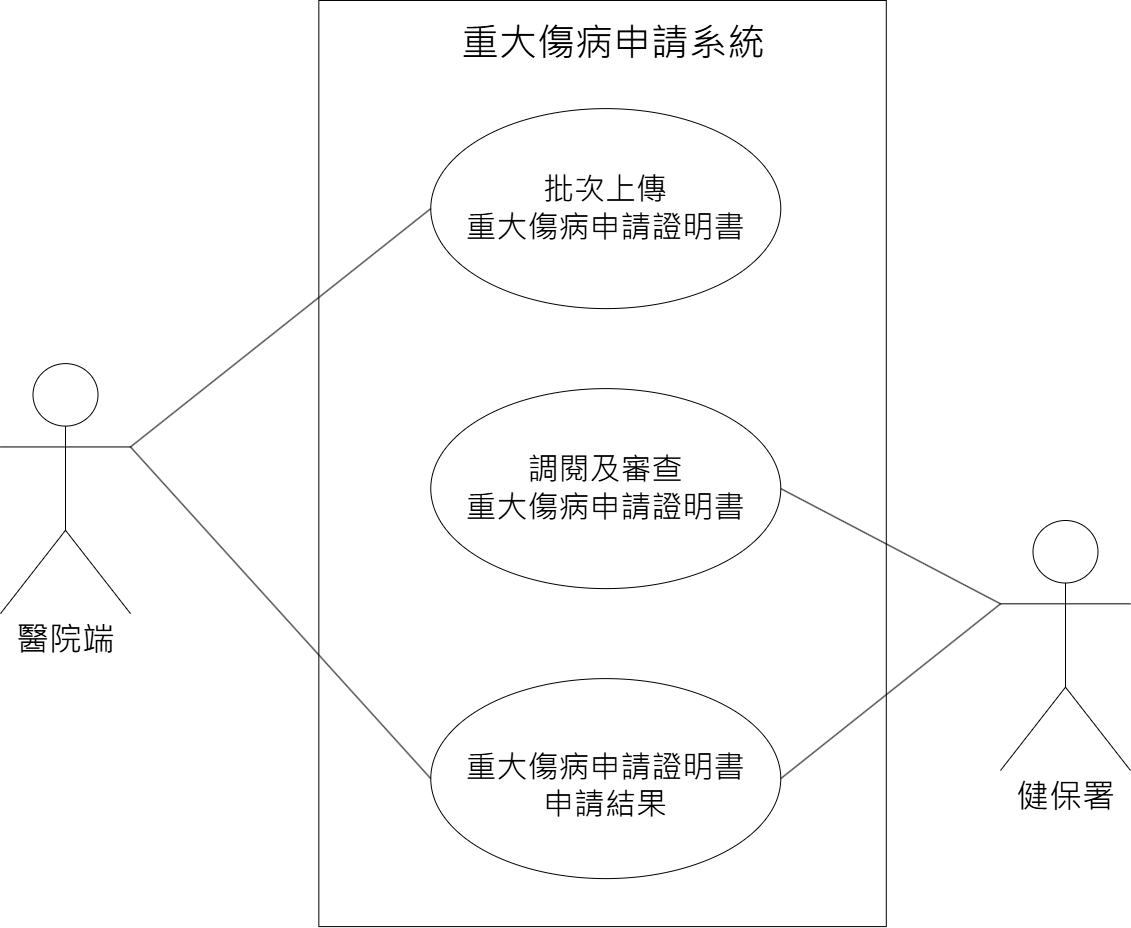 重大傷病申請系統
批次上傳
重大傷病申請證明書
調閱及審查
重大傷病申請證明書
醫院端
重大傷病申請證明書
申請結果
健保署